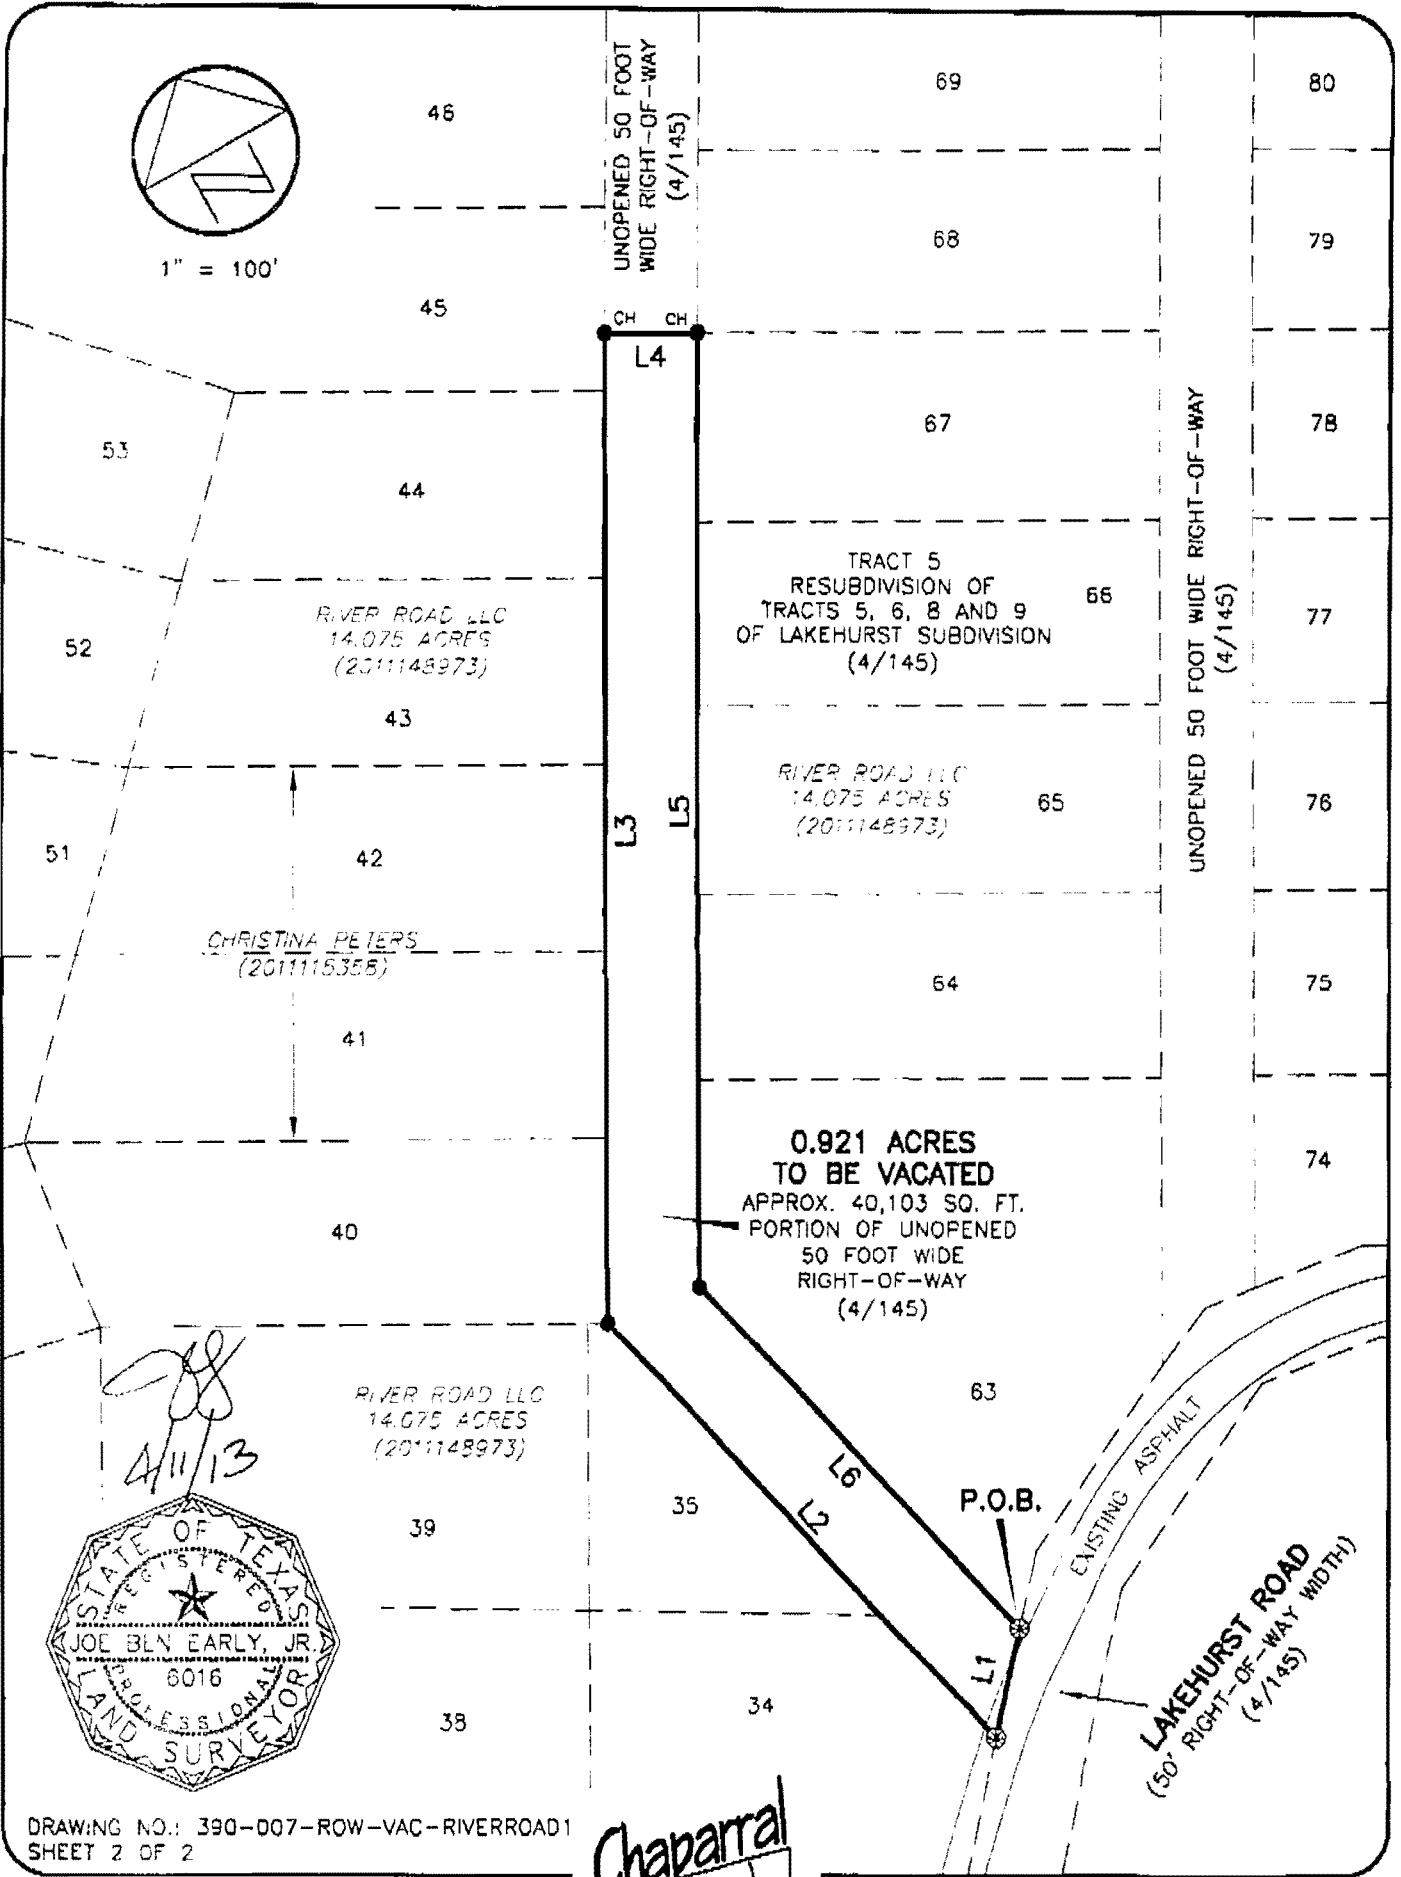 UNOPENED 50 FOOT
WIDE RIGHT-OF-WAY
(4/145)
1" = 100'
46
45
53
44
52
RIVER ROAD LLC
14.075 ACRES
(2011148973)
43
51
42
CHRISTINA PETERS
(2011115358)
41
40
69
68
67
CH CH
L4
L3
L5
TRACT 5
RESUBDIVISION OF
TRACTS 5, 6, 8 AND 9
OF LAKEHURST SUBDIVISION
(4/145)
66
RIVER ROAD LLC
14.075 ACRES
(2011148973)
65
64
UNOPENED 50 FOOT WIDE RIGHT-OF-WAY
(4/145)
80
79
78
77
76
75
74
0.921 ACRES
TO BE VACATED
APPROX. 40,103 SQ. FT.
PORTION OF UNOPENED
50 FOOT WIDE
RIGHT-OF-WAY
(4/145)
63
RIVER ROAD LLC
14.075 ACRES
(2011148973)
4/11/13
39
35
L6
L2
P.O.B.
L1
EXISTING ASPHALT
LAKEHURST ROAD
(50' RIGHT-OF-WAY WIDTH)
(4/145)
38
34
STATE OF TEXAS
REGISTERED
JOE BEN EARLY, JR.
6016
PROFESSIONAL
LAND SURVEYOR
DRAWING NO.: 390-007-ROW-VAC-RIVERROAD1
SHEET 2 OF 2
Chaparral